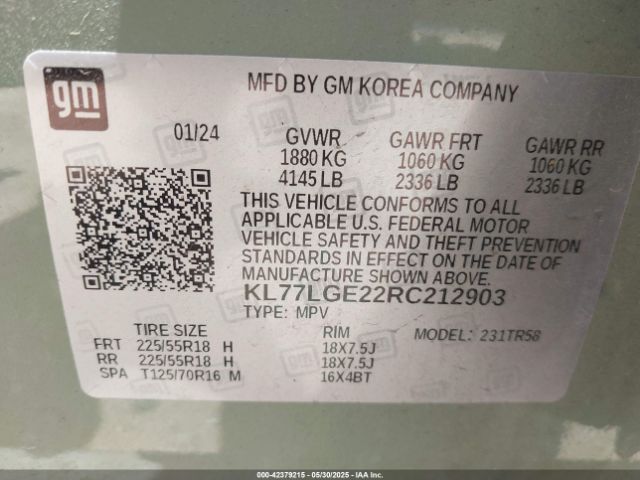 gm
MFD BY GM KOREA COMPANY
01/24 GVWR GAWR FRT GAWR RR
1880 KG 1060 KG 1060 KG
4145 LB 2336 LB 2336 LB
THIS VEHICLE CONFORMS TO ALL
APPLICABLE U.S. FEDERAL MOTOR
VEHICLE SAFETY AND THEFT PREVENTION
STANDARDS IN EFFECT ON THE DATE OF
MANUFACTURE SHOWN ABOVE.
KL77LGE22RC212903
TYPE: MPV
TIRE SIZE RIM MODEL: 231TR58
FRT 225/55R18 H 18X7.5J
RR 225/55R18 H 18X7.5J
SPA T125/70R16 M 16X4BT
000-42379215 - 05/30/2025 - IAAI, Inc.